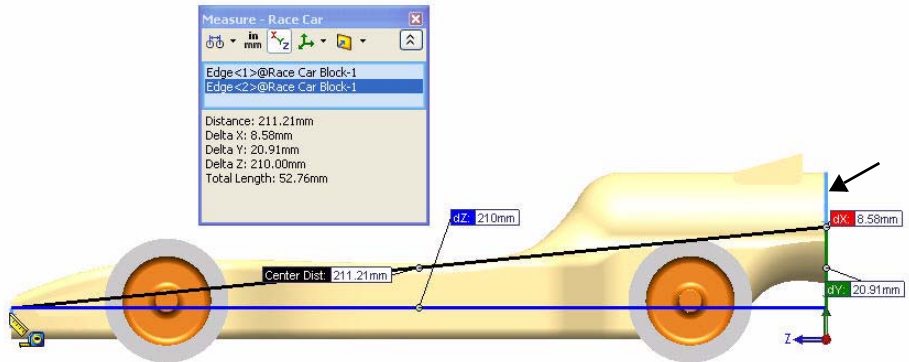 Measure - Race Car
in
mm
X Y Z
Edge<1>@Race Car Block-1
Edge<2>@Race Car Block-1
Distance: 211.21mm
Delta X: 8.58mm
Delta Y: 20.91mm
Delta Z: 210.00mm
Total Length: 52.76mm
dZ: 210mm
dX: 8.58mm
Center Dist: 211.21mm
dY: 20.91mm
Z